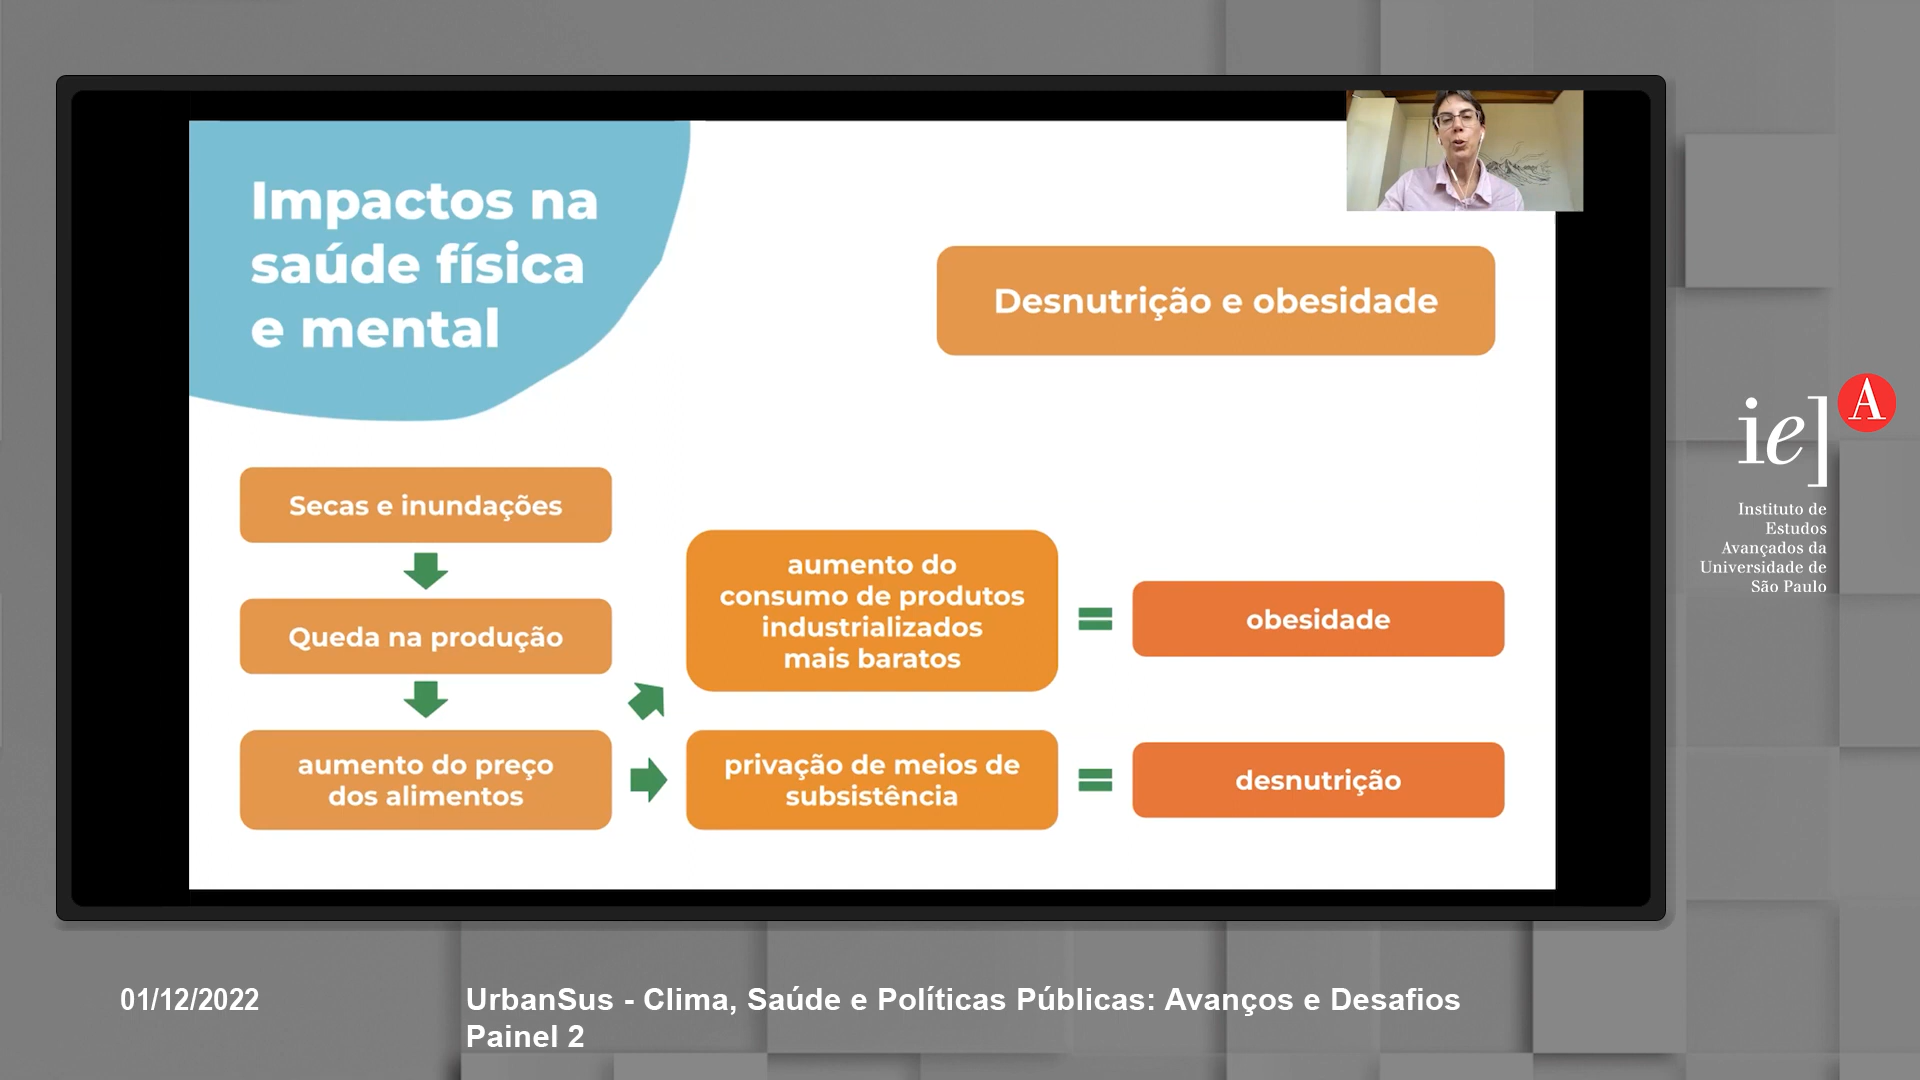 Impactos na
saúde física
e mental
Desnutrição e obesidade
Secas e inundações
Queda na produção
aumento do preço
dos alimentos
aumento do
consumo de produtos
industrializados
mais baratos
=
obesidade
privação de meios de
subsistência
=
desnutrição
ie]
A
Instituto de
Estudos
Avançados da
Universidade de
São Paulo
01/12/2022
UrbanSus - Clima, Saúde e Políticas Públicas: Avanços e Desafios
Painel 2